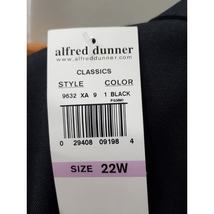 alfred dunner
www.alfreddunner.com
CLASSICS
STYLE COLOR
9632 XA 9 1 BLACK
0 29408 09198 4
SIZE 22W